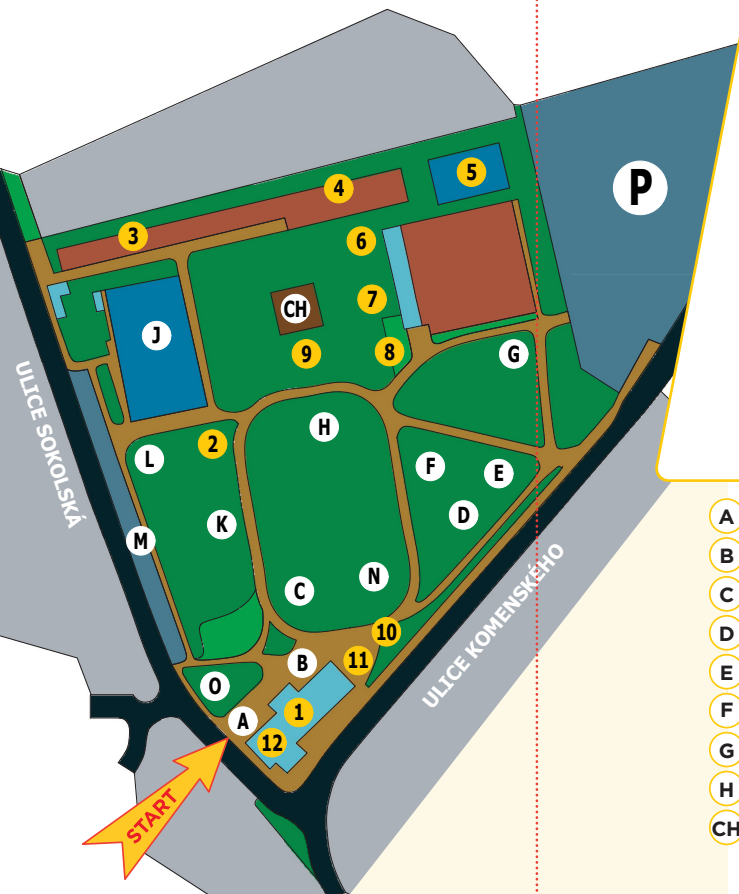 5
P
4
3
6
7
CH
J
9
8
G
H
2
L
F
E
K
D
M
ULICE SOKOLSKÁ
N
C
10
11
B
O
1
A
12
START
ULICE KOMENSKÉHO
A
B
C
D
E
F
G
H
CH